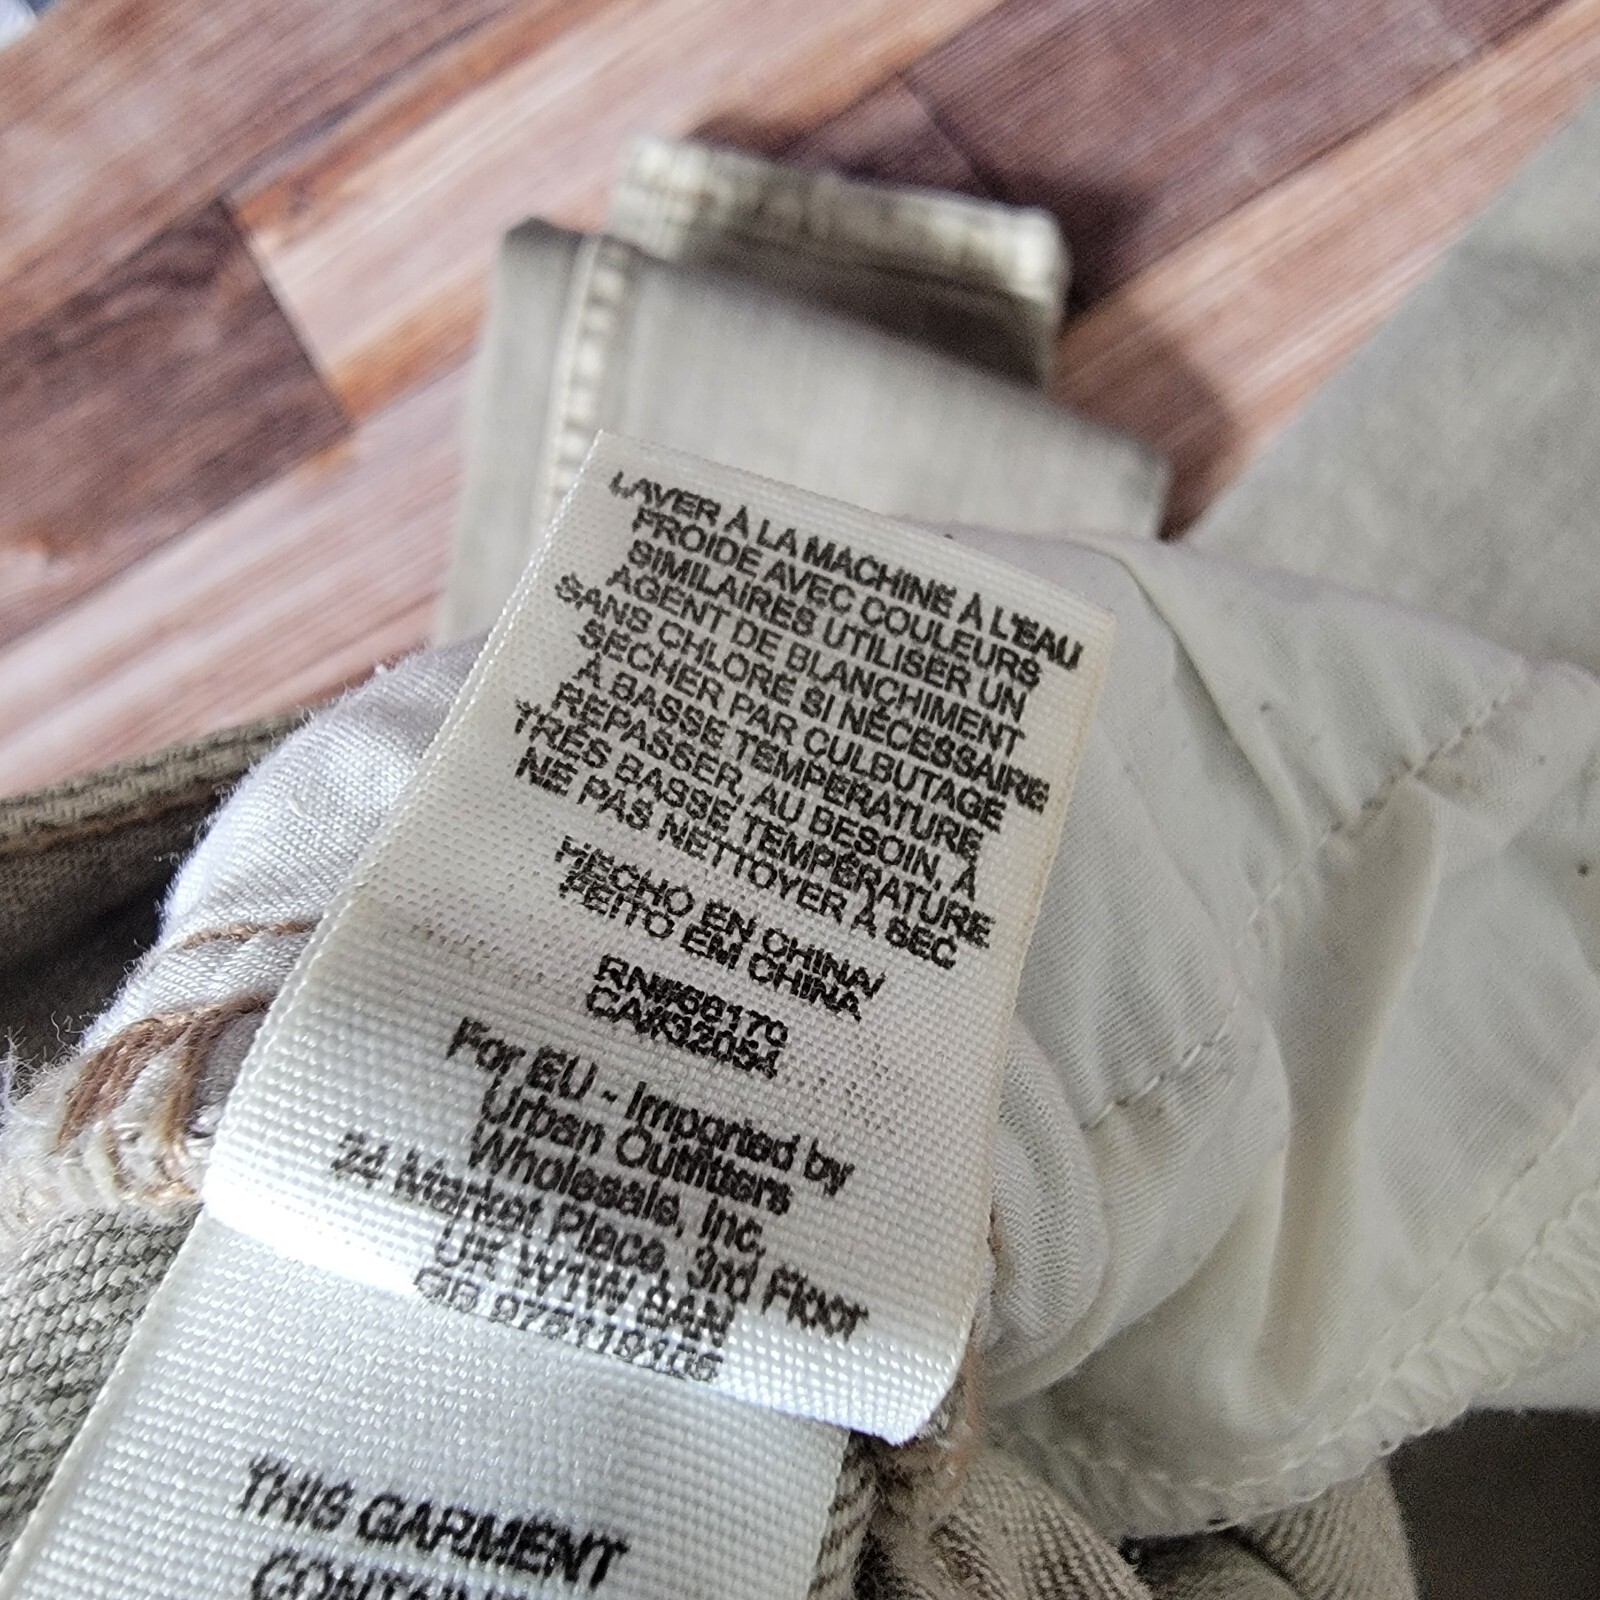 LAVER À LA MACHINE À L'EAU
FROIDE AVEC COULEURS
SIMILAIRES UTILISER UN
AGENT DE BLANCHIMENT
SANS CHLORE SI NÉCESSAIRE
SÉCHER PAR CULBUTAGE
À BASSE TEMPÉRATURE
REPASSER, AU BESOIN, À
TRÈS BASSE TEMPÉRATURE
NE PAS NETTOYER À SEC
HECHO EN CHINA/
FEITO EM CHINA
RN#66170
CA#32054
For EU - Imported by
Urban Outfitters
Wholesale, Inc.
24 Market Place, 3rd Floor
UK W1W 8AN
GB
THIS GARMENT